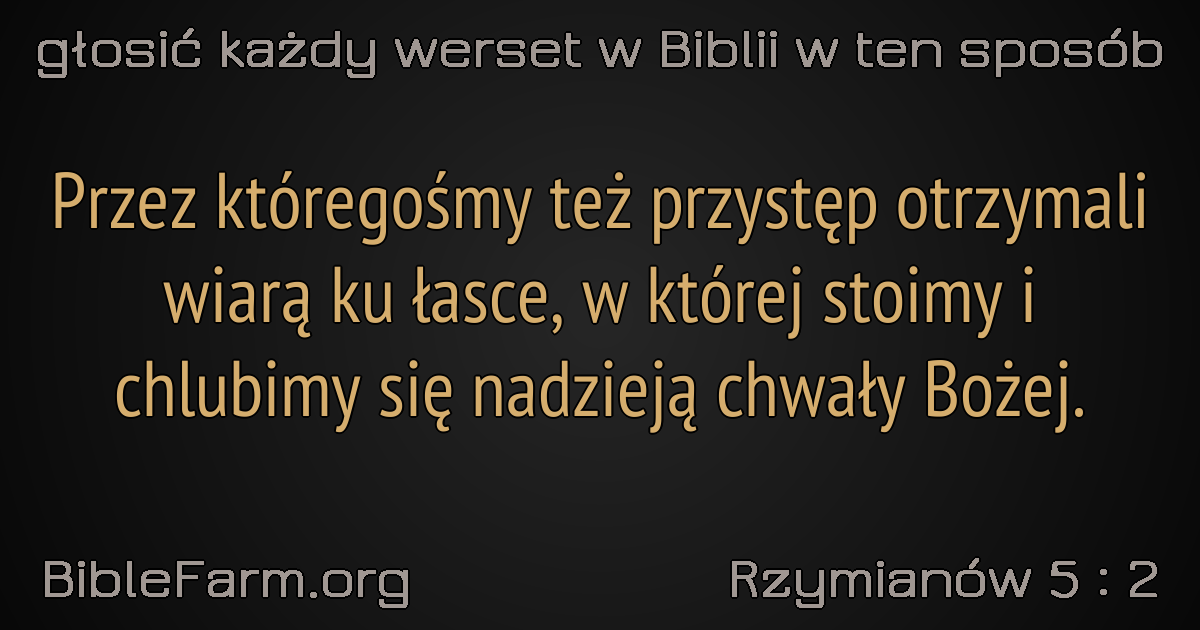 głosić każdy werset w Biblii w ten sposób
Przez któregośmy też przystęp otrzymali
wiarą ku łasce, w której stoimy i
chlubimy się nadzieją chwały Bożej.
BibleFarm.org
Rzymianów 5 : 2